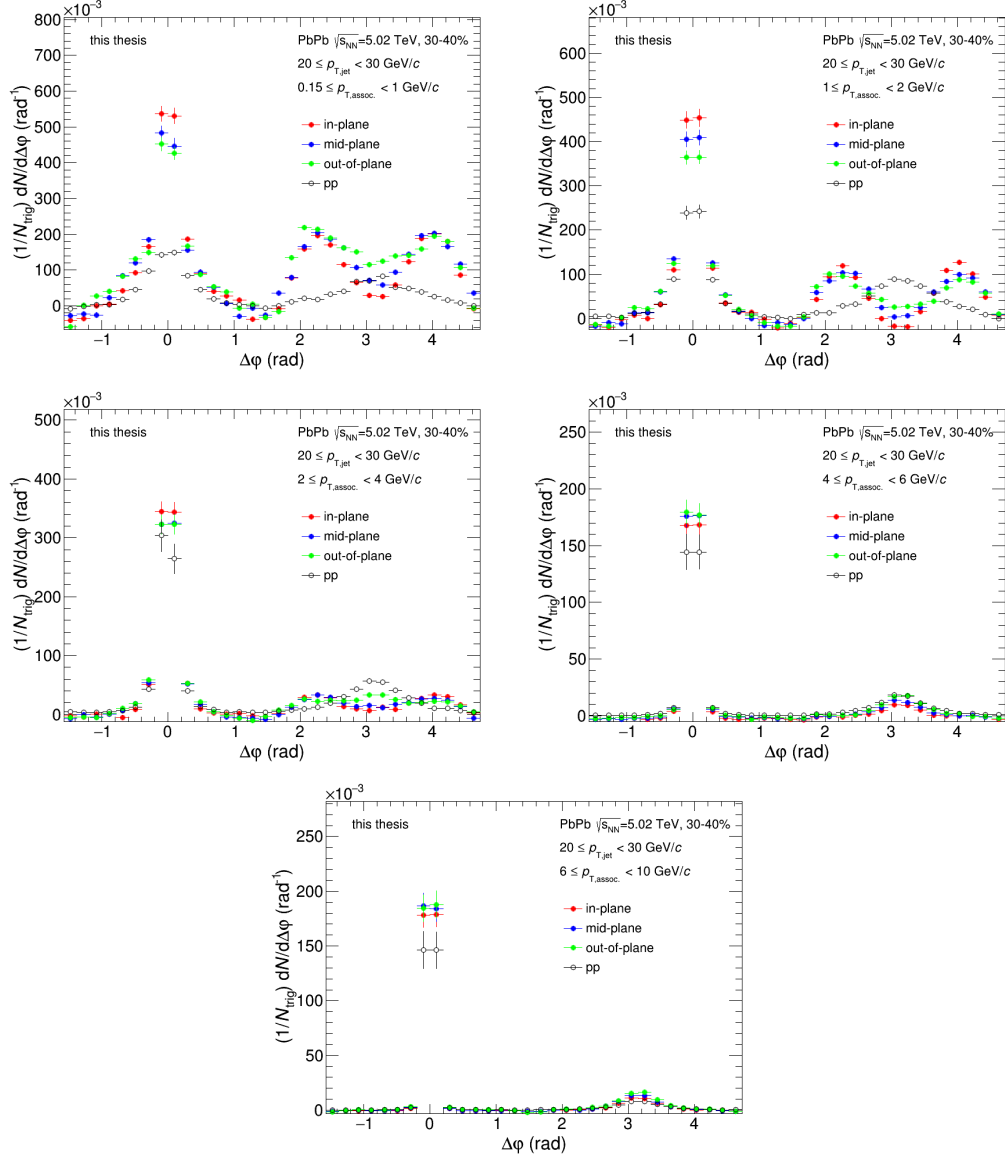 ×10⁻³
this thesis
PbPb √s_NN=5.02 TeV, 30-40%
20 ≤ p_T,jet < 30 GeV/c
0.15 ≤ p_T,assoc. < 1 GeV/c
in-plane
mid-plane
out-of-plane
pp
(1/N_trig) dN/dΔφ (rad⁻¹)
800
700
600
500
400
300
200
100
0
−1 0 1 2 3 4
Δφ (rad)
×10⁻³
this thesis
PbPb √s_NN=5.02 TeV, 30-40%
20 ≤ p_T,jet < 30 GeV/c
1 ≤ p_T,assoc. < 2 GeV/c
in-plane
mid-plane
out-of-plane
pp
(1/N_trig) dN/dΔφ (rad⁻¹)
600
500
400
300
200
100
0
−1 0 1 2 3 4
Δφ (rad)
×10⁻³
this thesis
PbPb √s_NN=5.02 TeV, 30-40%
20 ≤ p_T,jet < 30 GeV/c
2 ≤ p_T,assoc. < 4 GeV/c
in-plane
mid-plane
out-of-plane
pp
(1/N_trig) dN/dΔφ (rad⁻¹)
500
400
300
200
100
0
−1 0 1 2 3 4
Δφ (rad)
×10⁻³
this thesis
PbPb √s_NN=5.02 TeV, 30-40%
20 ≤ p_T,jet < 30 GeV/c
4 ≤ p_T,assoc. < 6 GeV/c
in-plane
mid-plane
out-of-plane
pp
(1/N_trig) dN/dΔφ (rad⁻¹)
250
200
150
100
50
0
−1 0 1 2 3 4
Δφ (rad)
×10⁻³
this thesis
PbPb √s_NN=5.02 TeV, 30-40%
20 ≤ p_T,jet < 30 GeV/c
6 ≤ p_T,assoc. < 10 GeV/c
in-plane
mid-plane
out-of-plane
pp
(1/N_trig) dN/dΔφ (rad⁻¹)
250
200
150
100
50
0
−1 0 1 2 3 4
Δφ (rad)